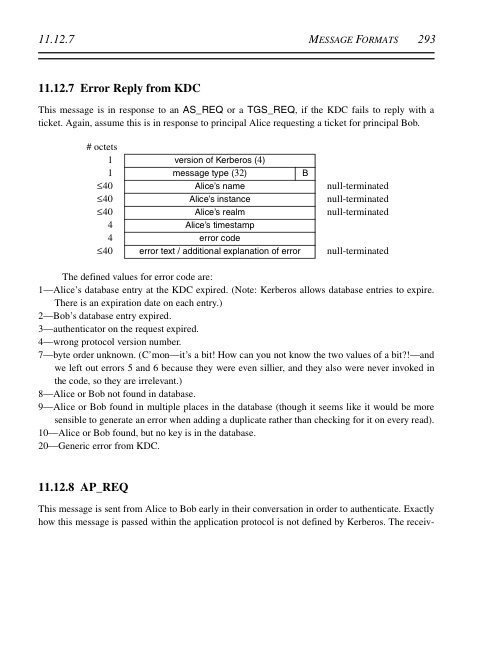 11.12.7 MESSAGE FORMATS 293
11.12.7 Error Reply from KDC
This message is in response to an AS_REQ or a TGS_REQ, if the KDC fails to reply with a
ticket. Again, assume this is in response to principal Alice requesting a ticket for principal Bob.
# octets
1 version of Kerberos (4)
1 message type (32) B
≤40 Alice's name null-terminated
≤40 Alice's instance null-terminated
≤40 Alice's realm null-terminated
4 Alice's timestamp
4 error code
≤40 error text / additional explanation of error null-terminated
The defined values for error code are:
1—Alice's database entry at the KDC expired. (Note: Kerberos allows database entries to expire.
There is an expiration date on each entry.)
2—Bob's database entry expired.
3—authenticator on the request expired.
4—wrong protocol version number.
7—byte order unknown. (C'mon—it's a bit! How can you not know the two values of a bit?!—and
we left out errors 5 and 6 because they were even sillier, and they also were never invoked in
the code, so they are irrelevant.)
8—Alice or Bob not found in database.
9—Alice or Bob found in multiple places in the database (though it seems like it would be more
sensible to generate an error when adding a duplicate rather than checking for it on every read).
10—Alice or Bob found, but no key is in the database.
20—Generic error from KDC.
11.12.8 AP_REQ
This message is sent from Alice to Bob early in their conversation in order to authenticate. Exactly
how this message is passed within the application protocol is not defined by Kerberos. The receiv-